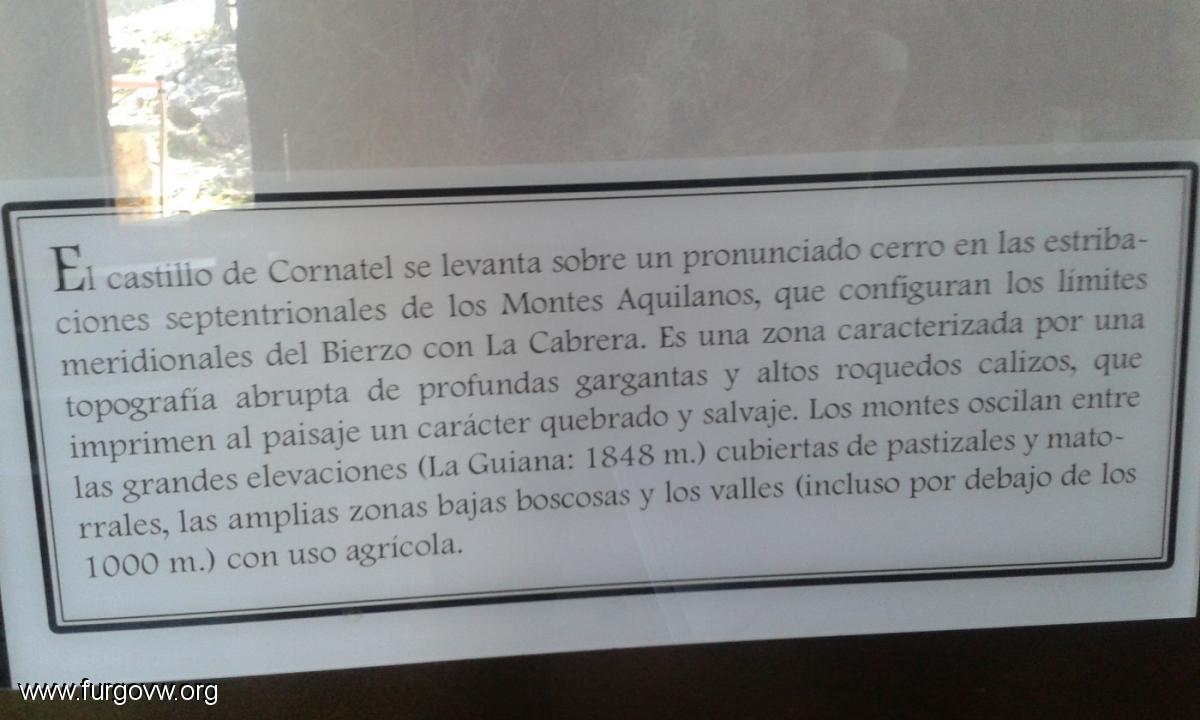 El castillo de Cornatel se levanta sobre un pronunciado cerro en las estriba-
ciones septentrionales de los Montes Aquilanos, que configuran los límites
meridionales del Bierzo con La Cabrera. Es una zona caracterizada por una
topografía abrupta de profundas gargantas y altos roquedos calizos, que
imprimen al paisaje un carácter quebrado y salvaje. Los montes oscilan entre
las grandes elevaciones (La Guiana: 1848 m.) cubiertas de pastizales y mato-
rrales, las amplias zonas bajas boscosas y los valles (incluso por debajo de los
1000 m.) con uso agrícola.
www.furgovw.org